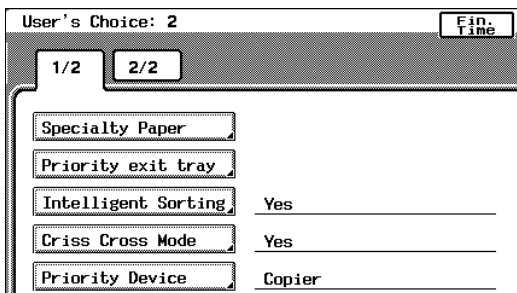 User's Choice: 2
Fin.
Time
1/2 2/2
Specialty Paper
Priority exit tray
Intelligent Sorting Yes
Criss Cross Mode Yes
Priority Device Copier